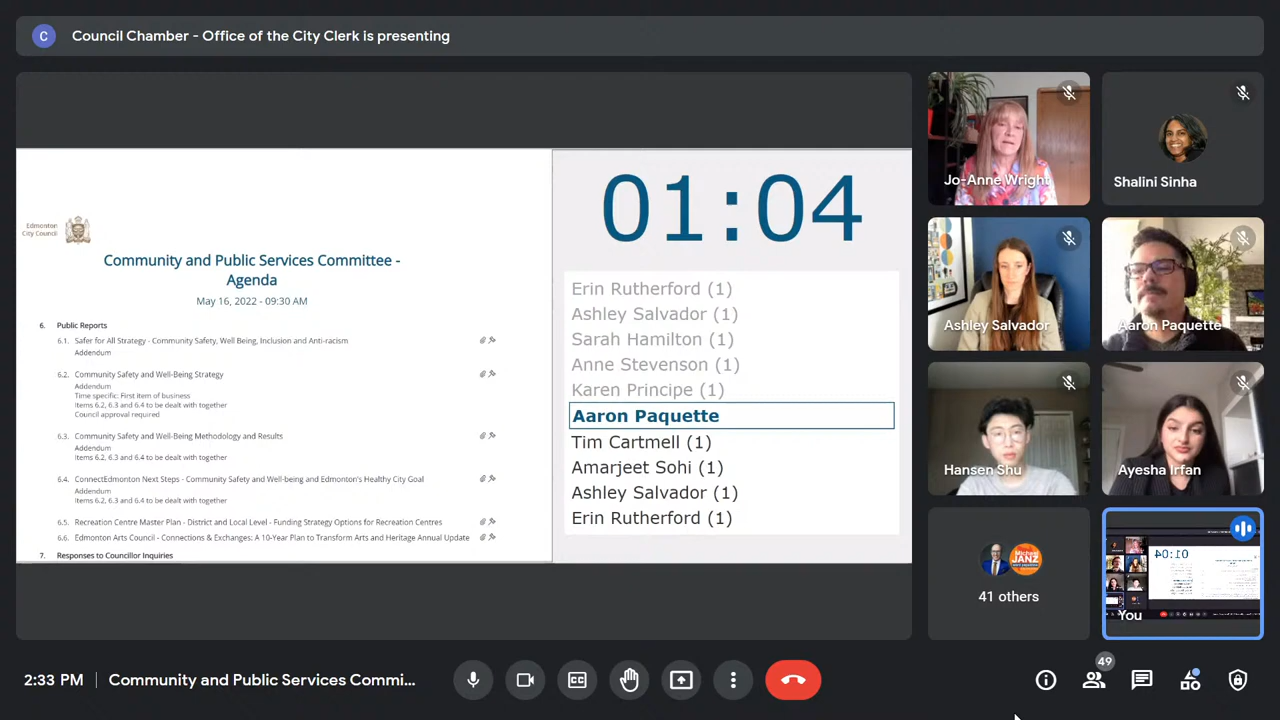 C
Council Chamber - Office of the City Clerk is presenting
Edmonton
City Council
Community and Public Services Committee -
Agenda
May 16, 2022 - 09:30 AM
6. Public Reports
6.1. Safer for All Strategy - Community Safety, Well Being, Inclusion and Anti-racism
Addendum
6.2. Community Safety and Well-Being Strategy
Addendum
Time specific: First item of business
Items 6.2, 6.3 and 6.4 to be dealt with together
Council approval required
6.3. Community Safety and Well-Being Methodology and Results
Addendum
Items 6.2, 6.3 and 6.4 to be dealt with together
6.4. ConnectEdmonton Next Steps - Community Safety and Well-being and Edmonton's Healthy City Goal
Addendum
Items 6.2, 6.3 and 6.4 to be dealt with together
6.5. Recreation Centre Master Plan - District and Local Level - Funding Strategy Options for Recreation Centres
6.6. Edmonton Arts Council - Connections & Exchanges: A 10-Year Plan to Transform Arts and Heritage Annual Update
7. Responses to Councillor Inquiries
01:04
Erin Rutherford (1)
Ashley Salvador (1)
Sarah Hamilton (1)
Anne Stevenson (1)
Karen Principe (1)
Aaron Paquette
Tim Cartmell (1)
Amarjeet Sohi (1)
Ashley Salvador (1)
Erin Rutherford (1)
Jo-Anne Wright
Shalini Sinha
Ashley Salvador
Aaron Paquette
Hansen Shu
Ayesha Irfan
JANZ
41 others
01:04
You
2:33 PM
Community and Public Services Commi...
CC
49